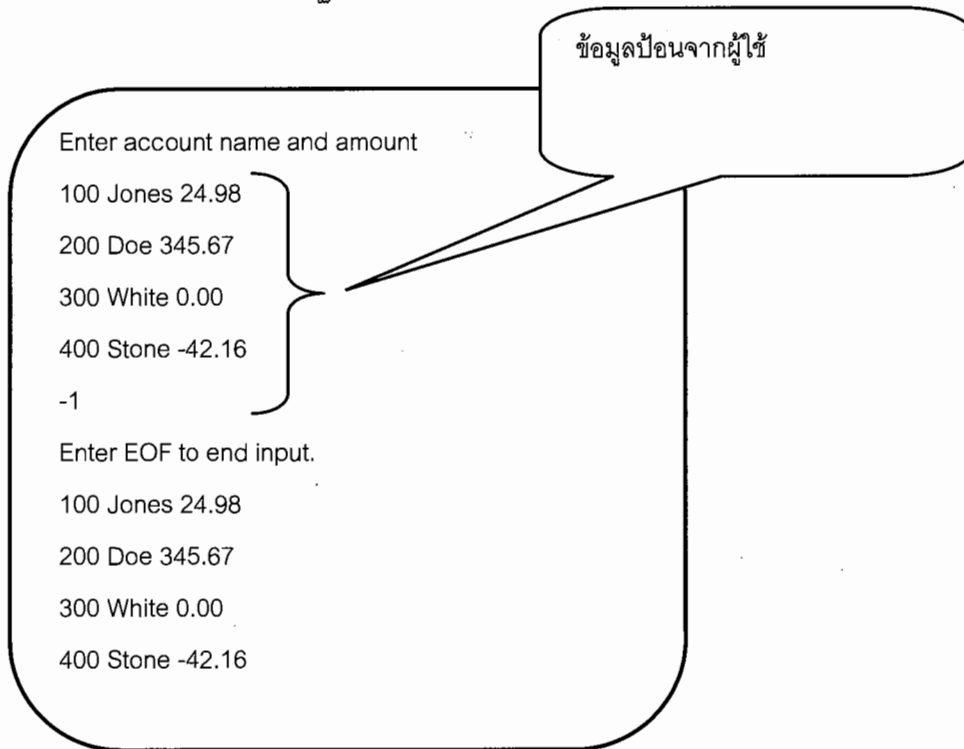 ข้อมูลป้อนจากผู้ใช้
Enter account name and amount
100 Jones 24.98
200 Doe 345.67
300 White 0.00
400 Stone -42.16
-1
Enter EOF to end input.
100 Jones 24.98
200 Doe 345.67
300 White 0.00
400 Stone -42.16